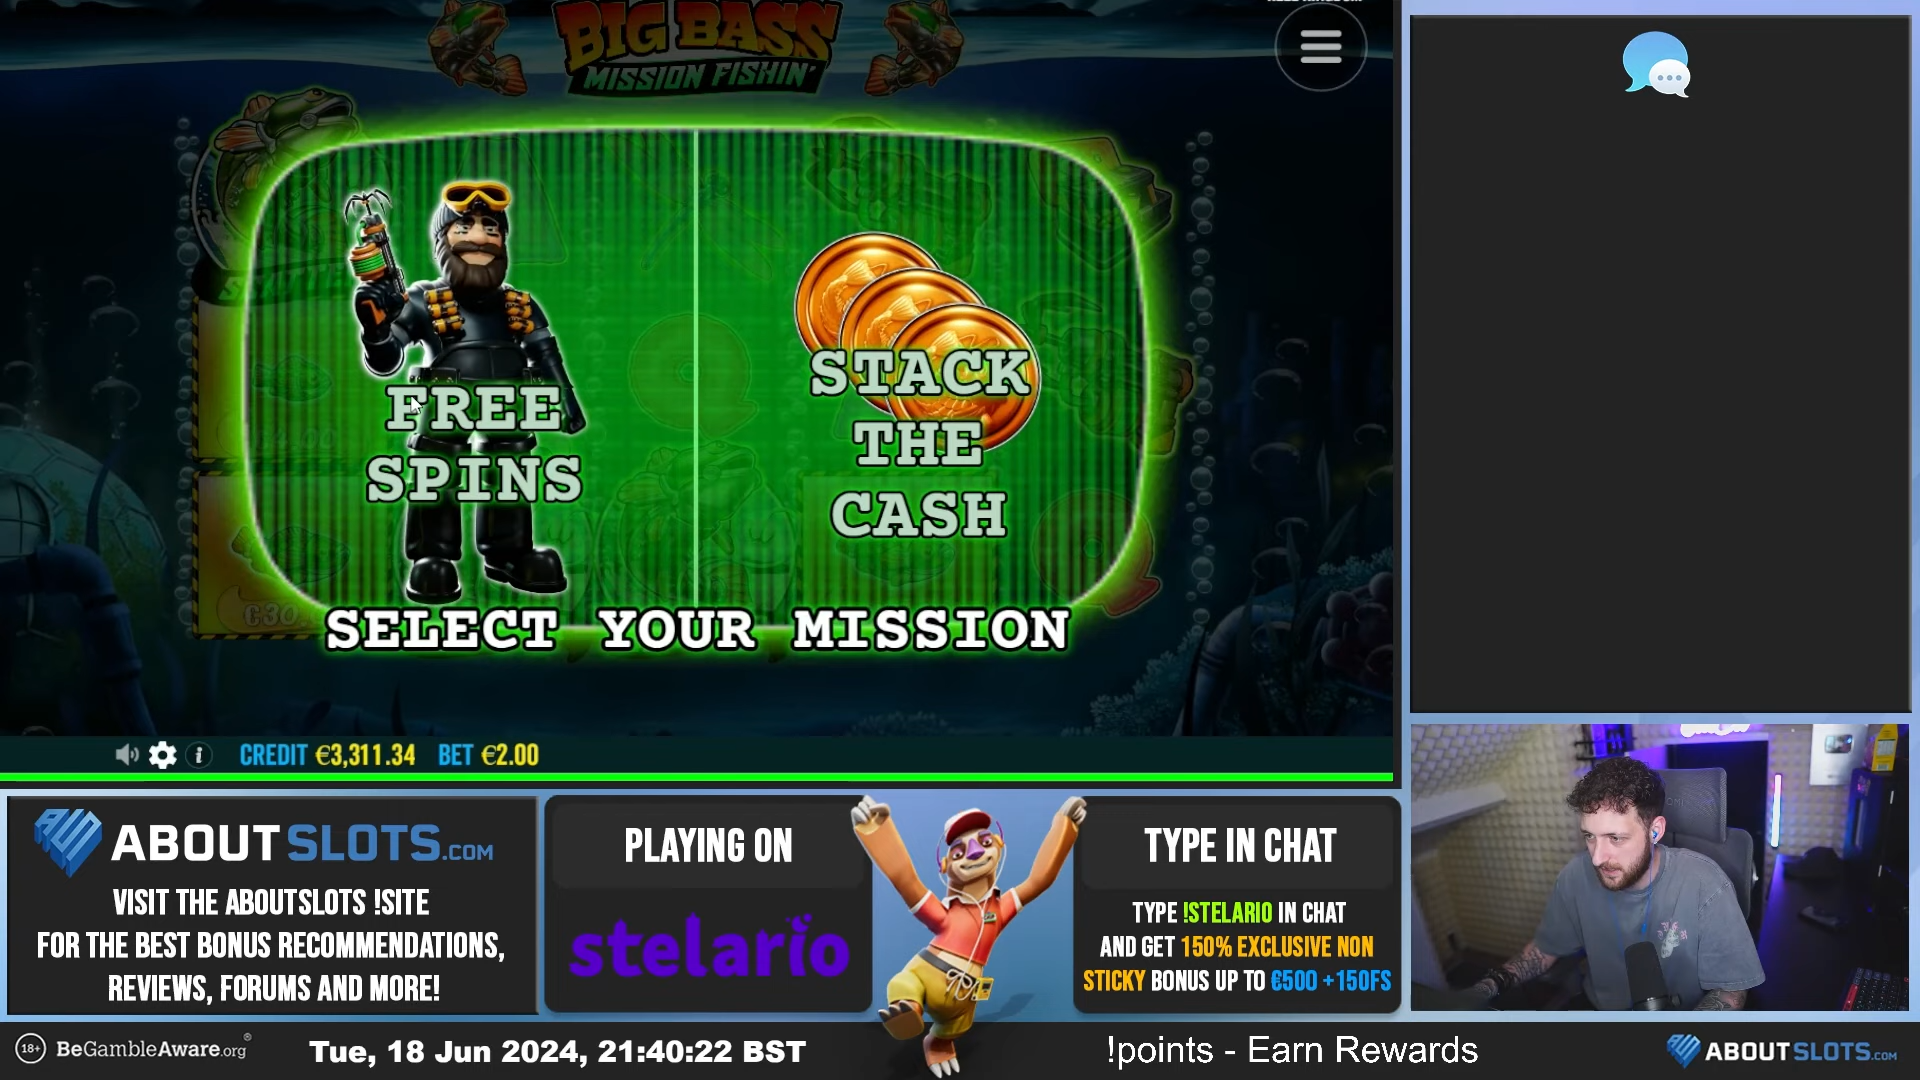 BIG BASS
MISSION FISHIN'
FREE
SPINS
STACK
THE
CASH
€30
SELECT YOUR MISSION
CREDIT €3,311.34 BET €2.00
ABOUTSLOTS.COM
VISIT THE ABOUTSLOTS !SITE
FOR THE BEST BONUS RECOMMENDATIONS,
REVIEWS, FORUMS AND MORE!
PLAYING ON
stelario
TYPE IN CHAT
TYPE !STELARIO IN CHAT
AND GET 150% EXCLUSIVE NON
STICKY BONUS UP TO €500 +150FS
18+ BeGambleAware.org®
Tue, 18 Jun 2024, 21:40:22 BST
!points - Earn Rewards
ABOUTSLOTS.COM